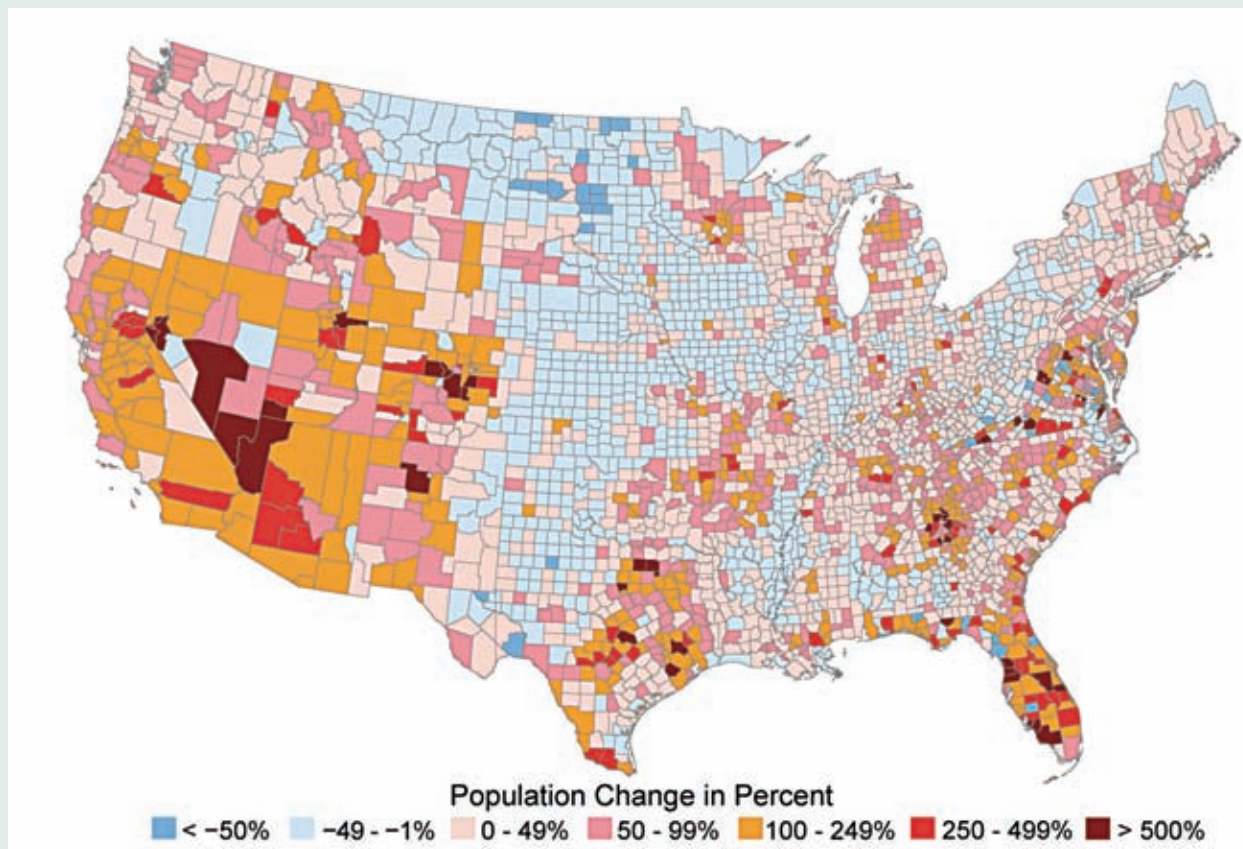 Population Change in Percent
< −50% −49 - −1% 0 - 49% 50 - 99% 100 - 249% 250 - 499% > 500%